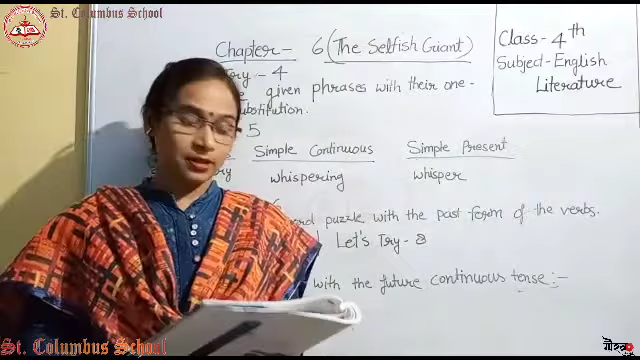 St. Columbus School
Chapter - 6 (The Selfish Giant)
Class - 4th
Subject - English
Literature
4
given phrases with their one-
substitution.
5
Simple Continuous Simple Present
whispering whisper
puzzle with the past form of the verbs.
Let's Try - 8
with the future continuous tense :-
St. Columbus School